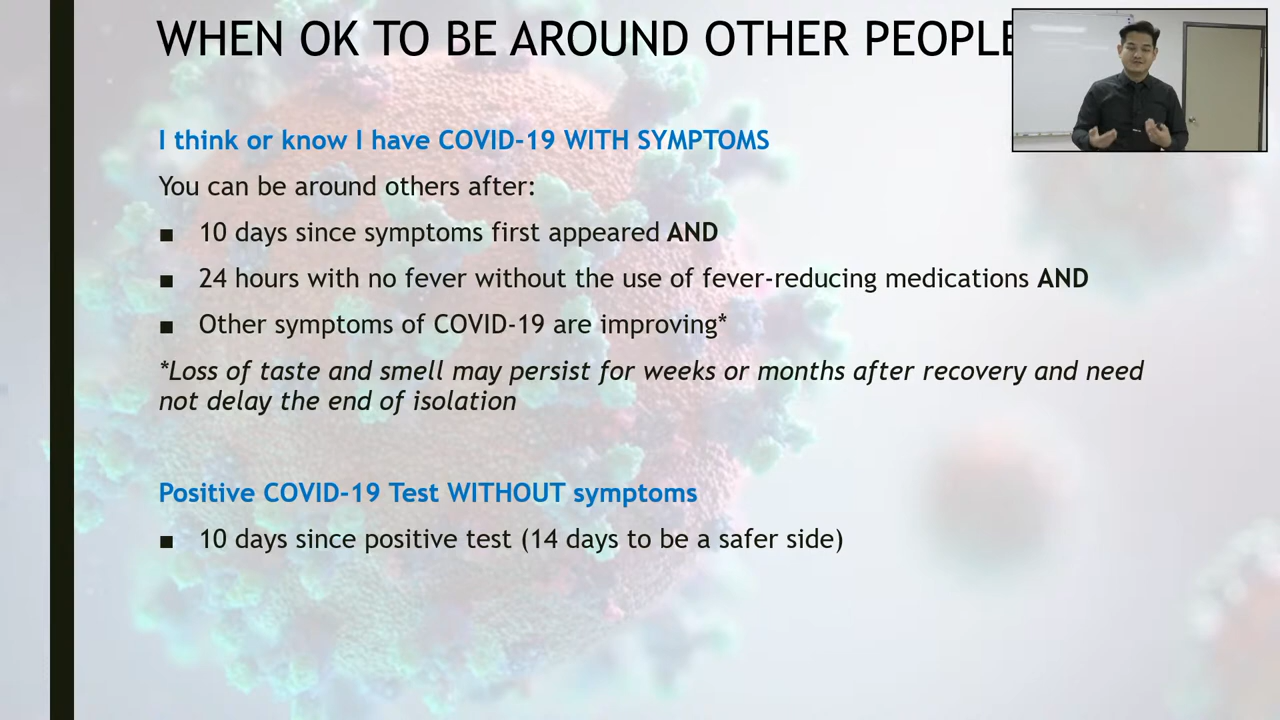 WHEN OK TO BE AROUND OTHER PEOPLE
I think or know I have COVID-19 WITH SYMPTOMS
You can be around others after:
■ 10 days since symptoms first appeared AND
■ 24 hours with no fever without the use of fever-reducing medications AND
■ Other symptoms of COVID-19 are improving*
*Loss of taste and smell may persist for weeks or months after recovery and need
not delay the end of isolation
Positive COVID-19 Test WITHOUT symptoms
■ 10 days since positive test (14 days to be a safer side)